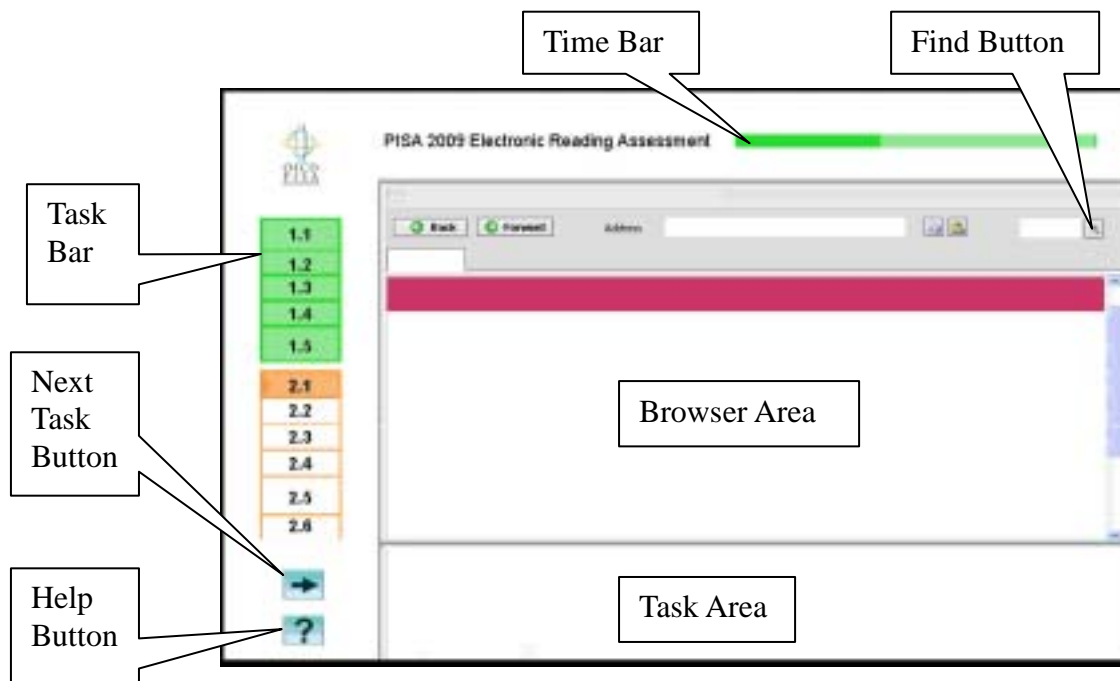 Time Bar
Find Button
PISA 2009 Electronic Reading Assessment
OECD
PISA
Task
Bar
Back
Forward
Address
1.1
1.2
1.3
1.4
1.5
Next
Task
Button
2.1
2.2
2.3
2.4
2.5
2.6
Browser Area
Help
Button
?
Task Area